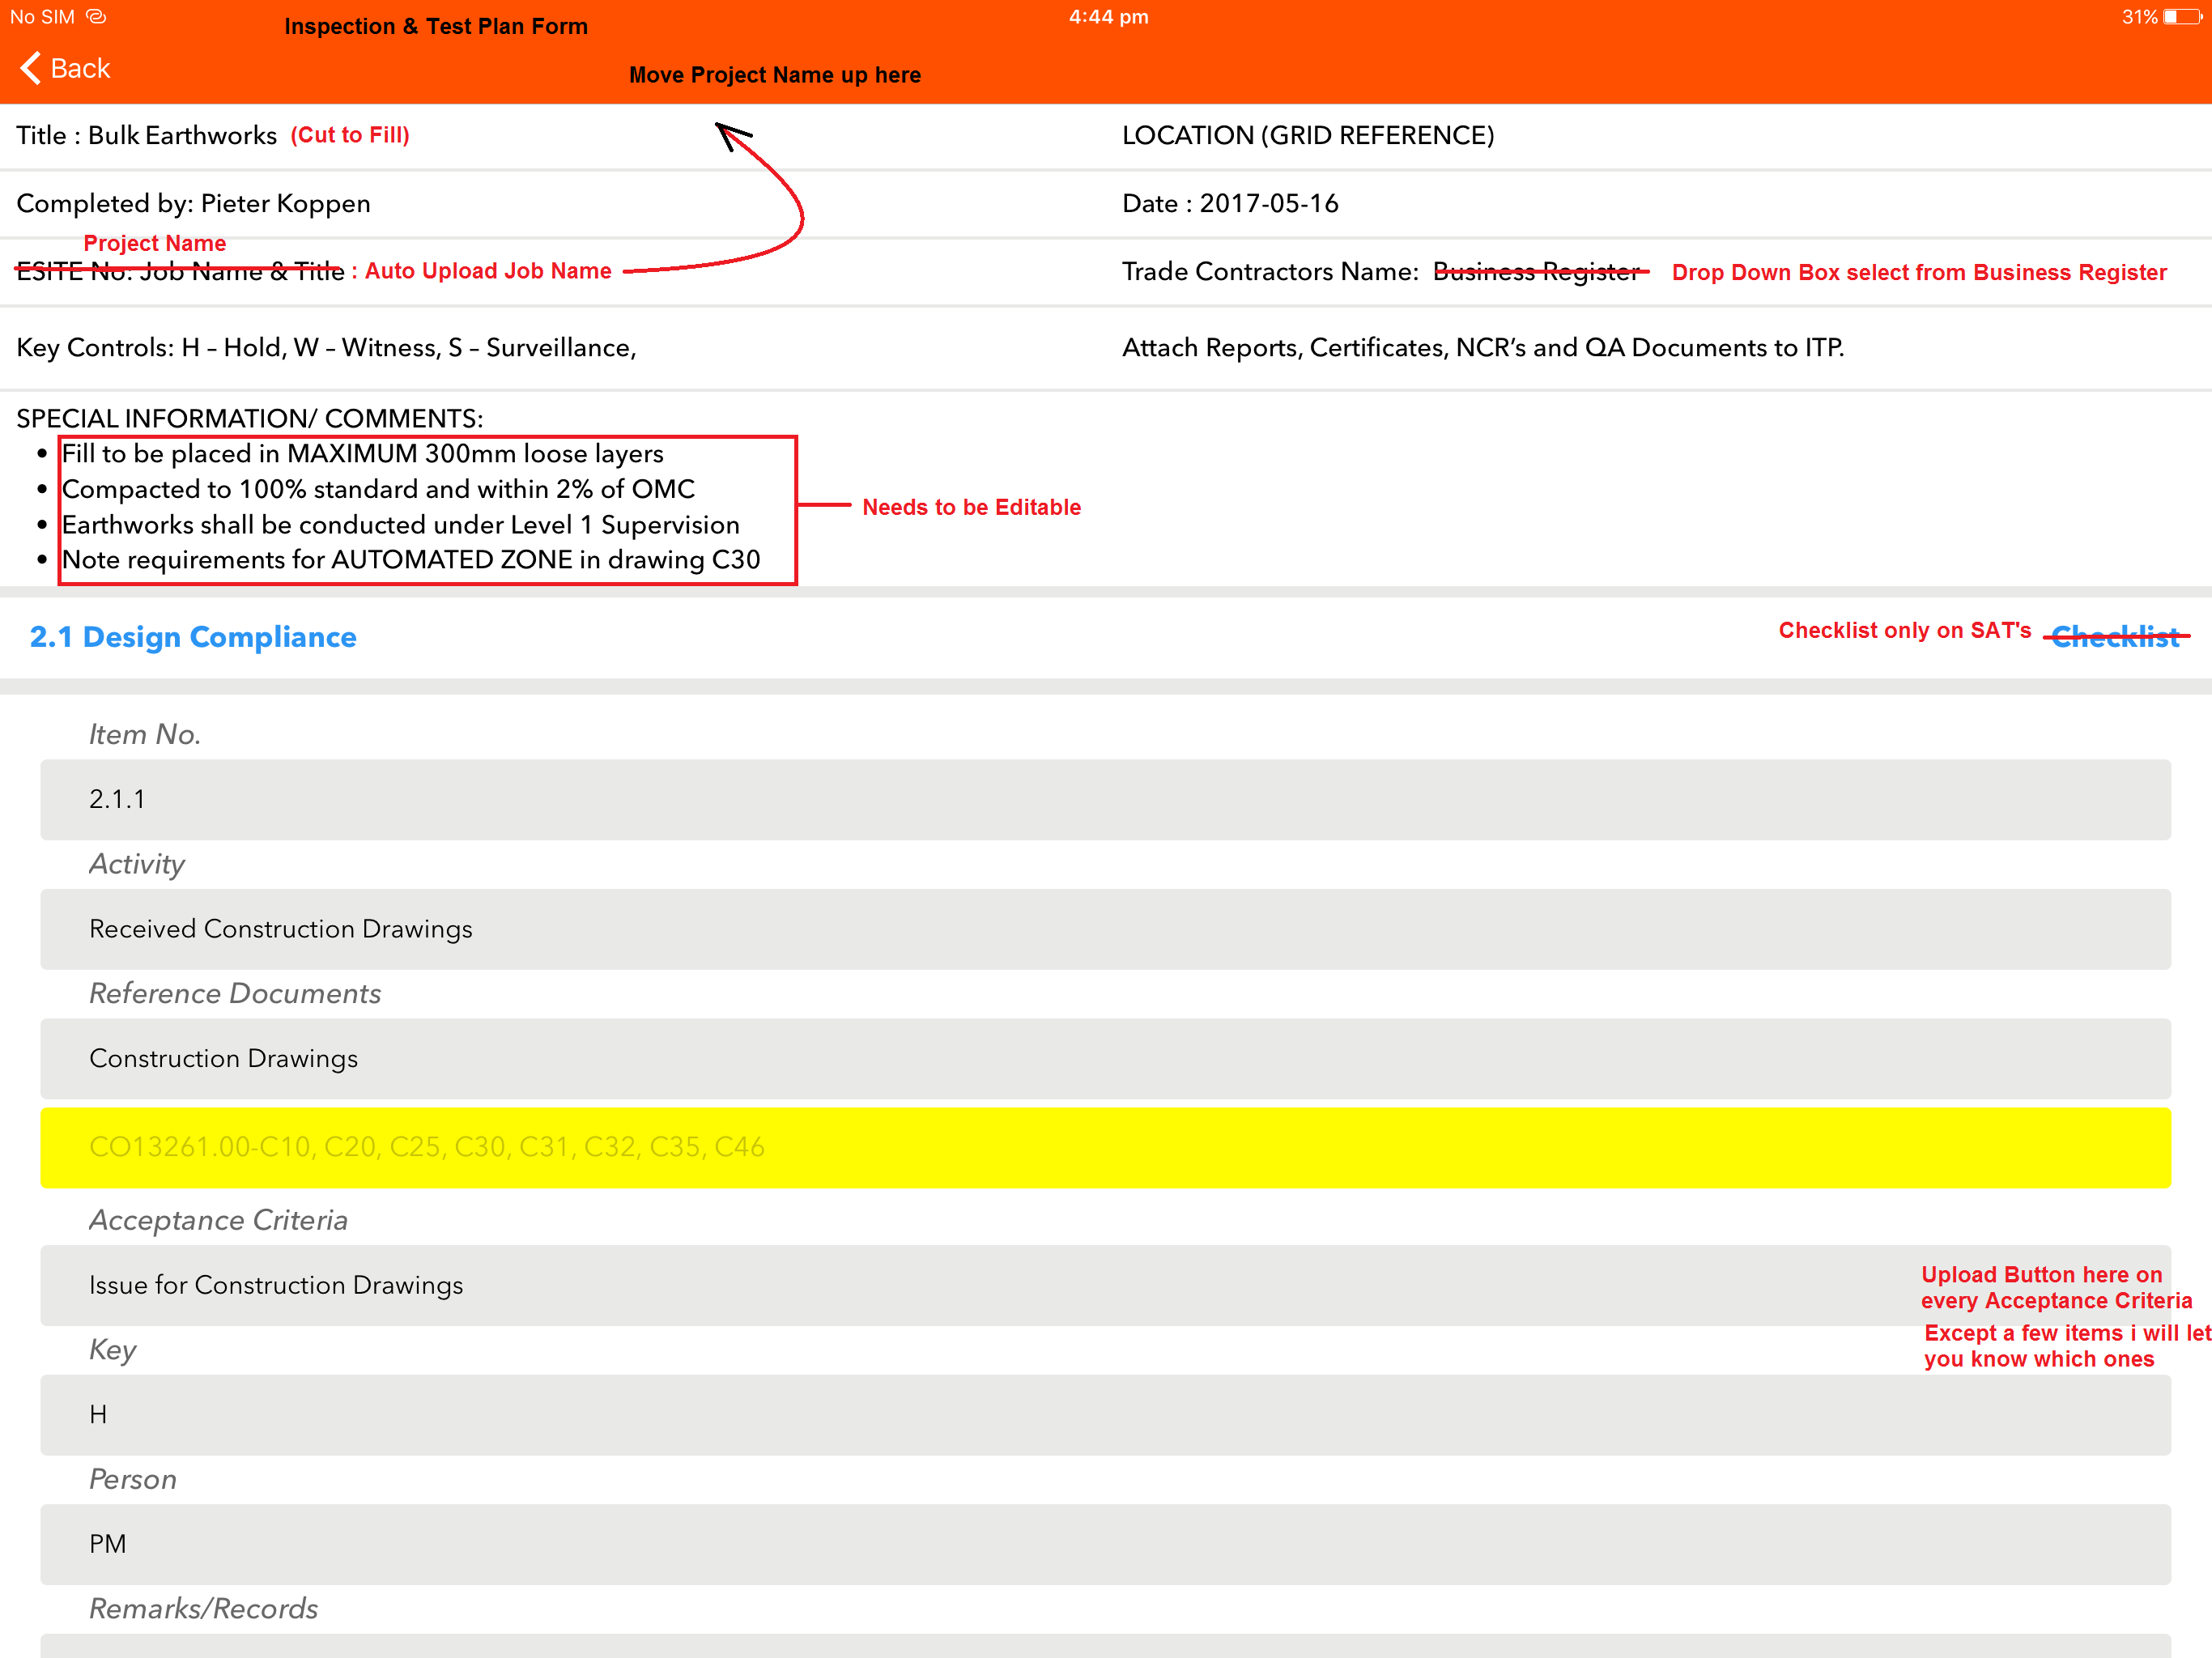 No SIM
4:44 pm
31%
Inspection & Test Plan Form
Back
Move Project Name up here
Title : Bulk Earthworks (Cut to Fill)
LOCATION (GRID REFERENCE)
Completed by: Pieter Koppen
Date : 2017-05-16
Project Name
ESITE No: Job Name & Title : Auto Upload Job Name
Trade Contractors Name: Business Register Drop Down Box select from Business Register
Key Controls: H – Hold, W – Witness, S – Surveillance,
Attach Reports, Certificates, NCR’s and QA Documents to ITP.
SPECIAL INFORMATION/ COMMENTS:
• Fill to be placed in MAXIMUM 300mm loose layers
• Compacted to 100% standard and within 2% of OMC
• Earthworks shall be conducted under Level 1 Supervision
• Note requirements for AUTOMATED ZONE in drawing C30
Needs to be Editable
2.1 Design Compliance
Checklist only on SAT's Checklist
Item No.
2.1.1
Activity
Received Construction Drawings
Reference Documents
Construction Drawings
CO13261.00-C10, C20, C25, C30, C31, C32, C35, C46
Acceptance Criteria
Issue for Construction Drawings
Upload Button here on
every Acceptance Criteria
Except a few items i will let
you know which ones
Key
H
Person
PM
Remarks/Records